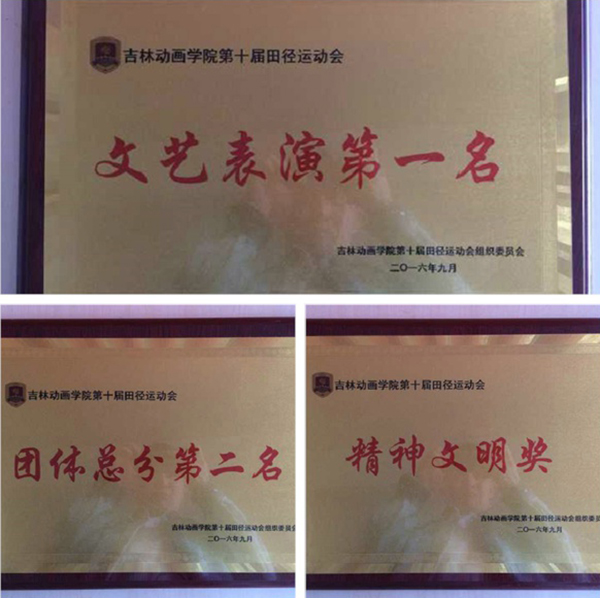 吉林动画学院第十届田径运动会
文艺表演第一名
吉林动画学院第十届田径运动会组织委员会
二〇一六年九月
吉林动画学院第十届田径运动会
团体总分第二名
吉林动画学院第十届田径运动会组织委员
二〇一六年九月
吉林动画学院第十届田径运动会
精神文明奖
吉林动画学院第十届田径运动会组织委员会
二〇一六年九月